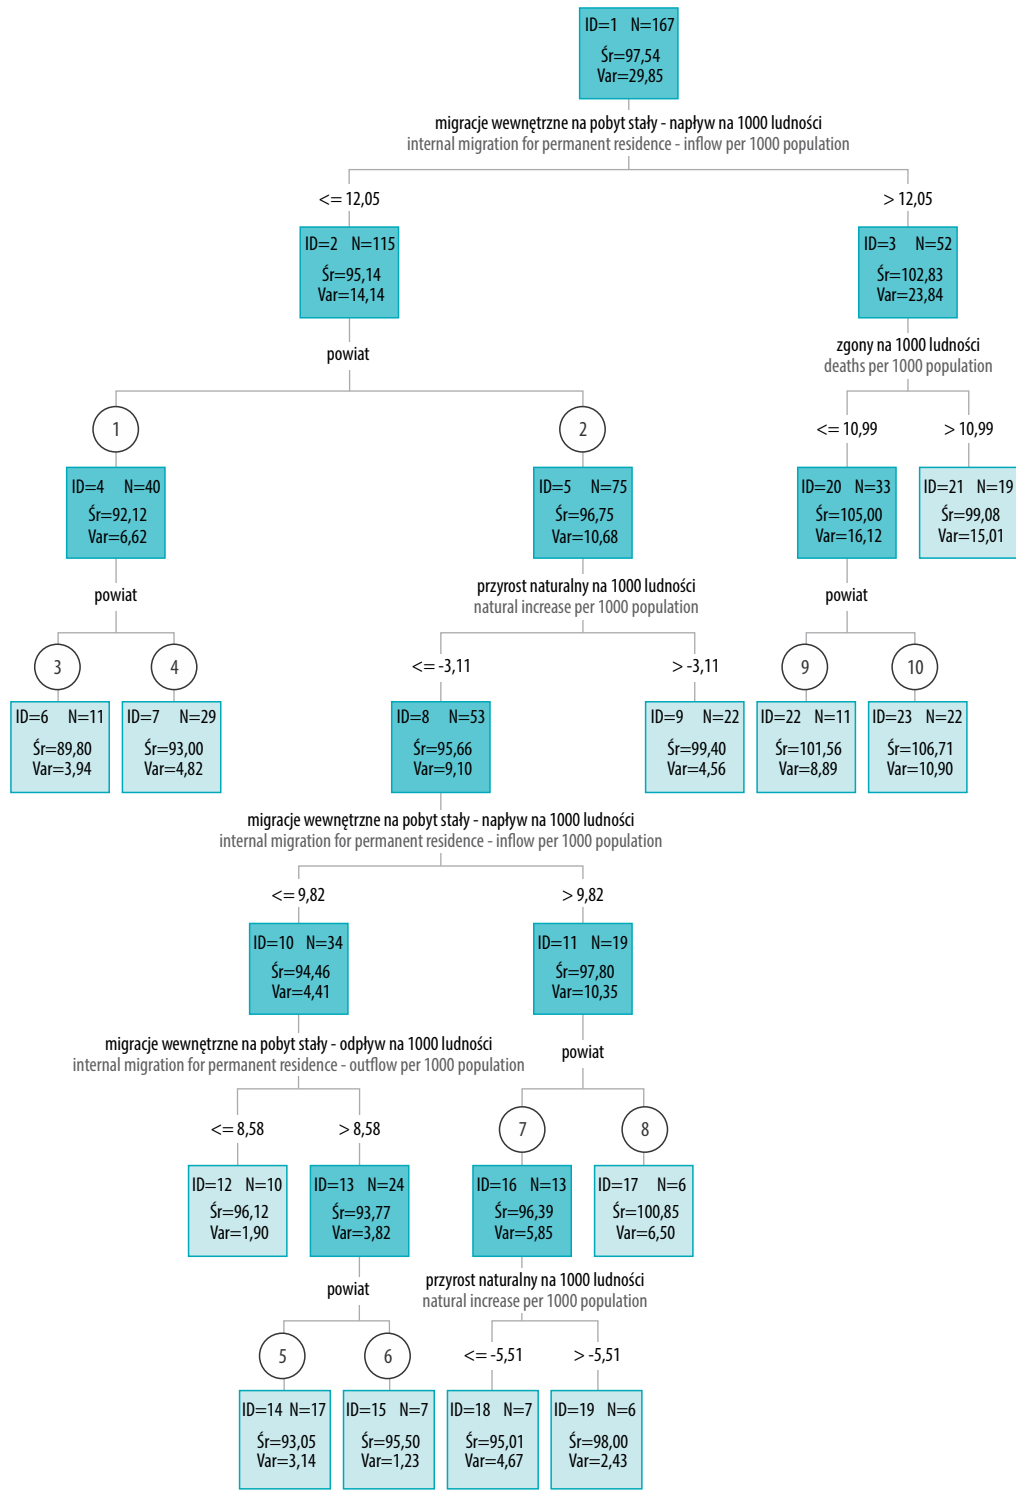 ID=1 N=167
Śr=97,54
Var=29,85
migracje wewnętrzne na pobyt stały - napływ na 1000 ludności
internal migration for permanent residence - inflow per 1000 population
<= 12,05
> 12,05
ID=2 N=115
Śr=95,14
Var=14,14
ID=3 N=52
Śr=102,83
Var=23,84
powiat
zgony na 1000 ludności
deaths per 1000 population
1
2
<= 10,99
> 10,99
ID=4 N=40
Śr=92,12
Var=6,62
ID=5 N=75
Śr=96,75
Var=10,68
ID=20 N=33
Śr=105,00
Var=16,12
ID=21 N=19
Śr=99,08
Var=15,01
powiat
przyrost naturalny na 1000 ludności
natural increase per 1000 population
powiat
3
4
<= -3,11
> -3,11
9
10
ID=6 N=11
Śr=89,80
Var=3,94
ID=7 N=29
Śr=93,00
Var=4,82
ID=8 N=53
Śr=95,66
Var=9,10
ID=9 N=22
Śr=99,40
Var=4,56
ID=22 N=11
Śr=101,56
Var=8,89
ID=23 N=22
Śr=106,71
Var=10,90
migracje wewnętrzne na pobyt stały - napływ na 1000 ludności
internal migration for permanent residence - inflow per 1000 population
<= 9,82
> 9,82
ID=10 N=34
Śr=94,46
Var=4,41
ID=11 N=19
Śr=97,80
Var=10,35
migracje wewnętrzne na pobyt stały - odpływ na 1000 ludności
internal migration for permanent residence - outflow per 1000 population
powiat
<= 8,58
> 8,58
7
8
ID=12 N=10
Śr=96,12
Var=1,90
ID=13 N=24
Śr=93,77
Var=3,82
ID=16 N=13
Śr=96,39
Var=5,85
ID=17 N=6
Śr=100,85
Var=6,50
powiat
przyrost naturalny na 1000 ludności
natural increase per 1000 population
5
6
<= -5,51
> -5,51
ID=14 N=17
Śr=93,05
Var=3,14
ID=15 N=7
Śr=95,50
Var=1,23
ID=18 N=7
Śr=95,01
Var=4,67
ID=19 N=6
Śr=98,00
Var=2,43